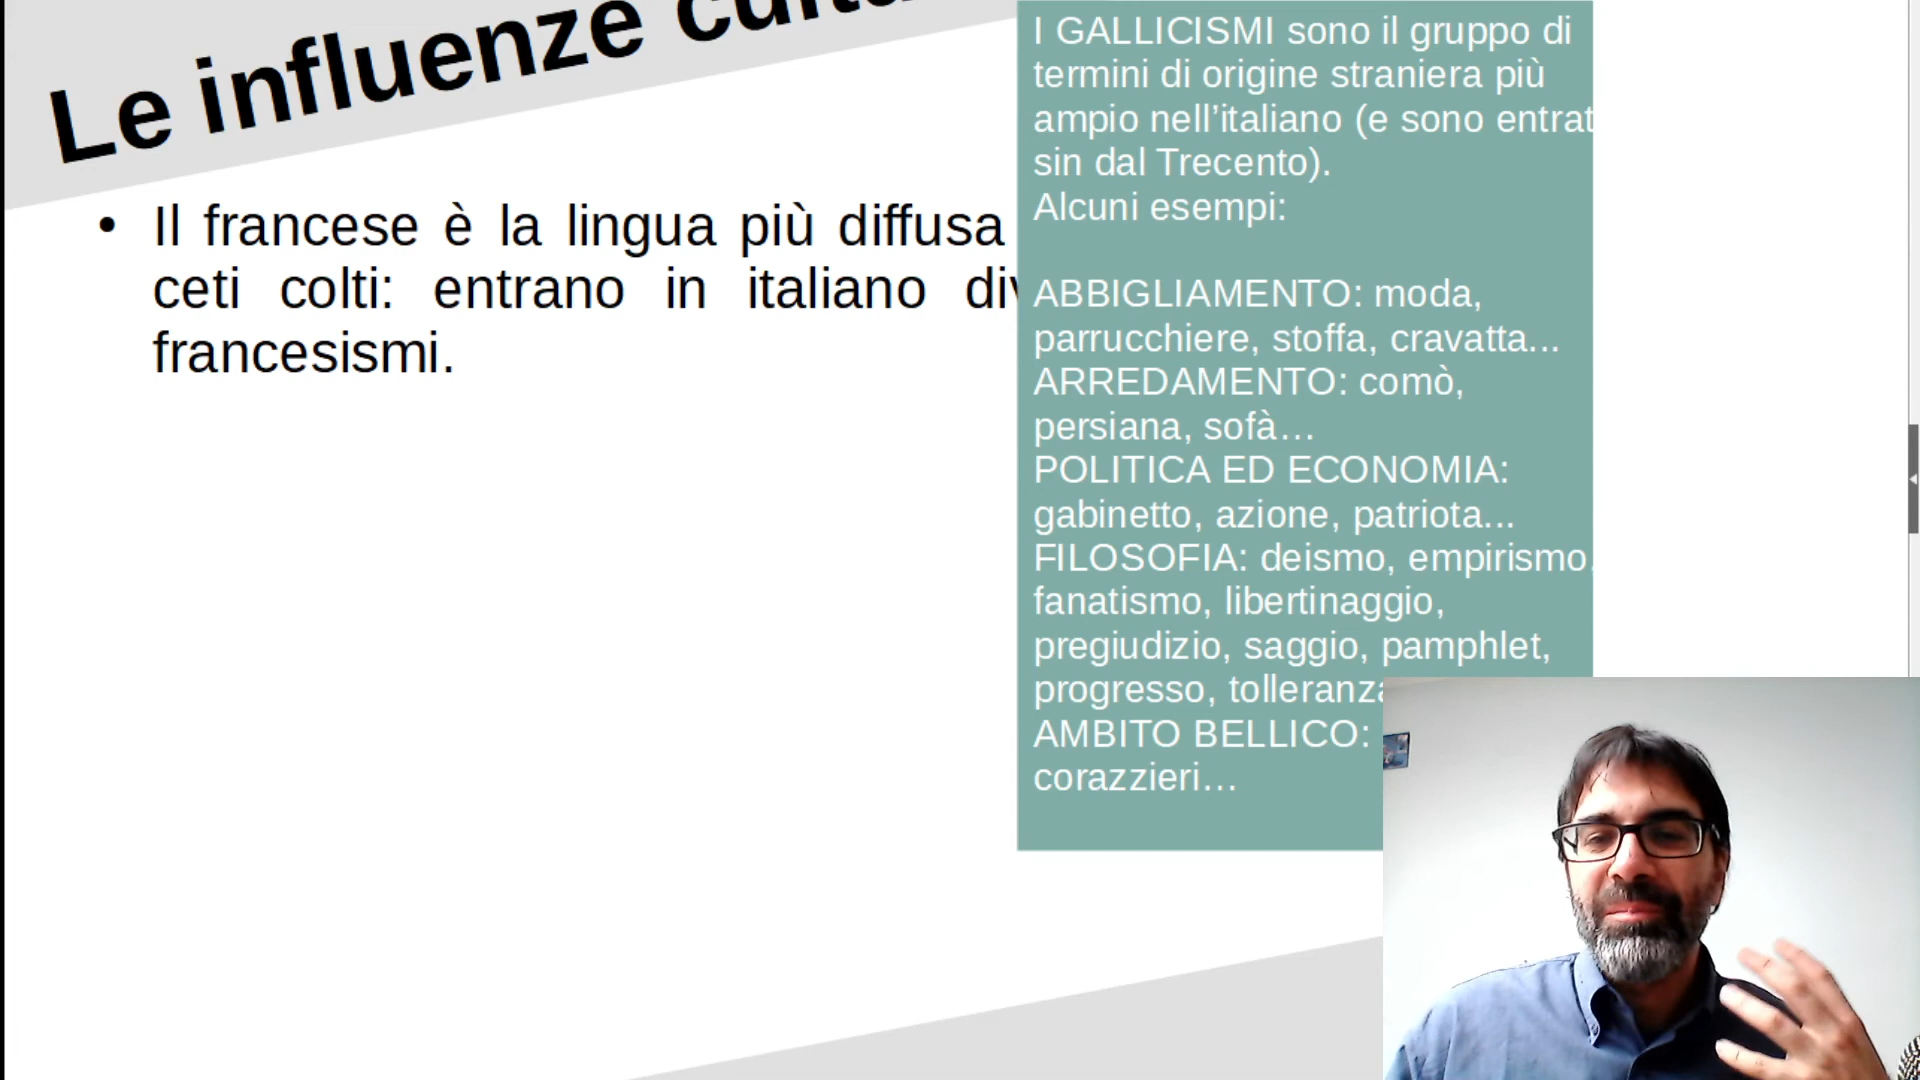 Le influenze
• Il francese è la lingua più diffusa
ceti colti: entrano in italiano
francesismi.
I GALLICISMI sono il gruppo di
termini di origine straniera più
ampio nell’italiano (e sono entrat
sin dal Trecento).
Alcuni esempi:
ABBIGLIAMENTO: moda,
parrucchiere, stoffa, cravatta...
ARREDAMENTO: comò,
persiana, sofà…
POLITICA ED ECONOMIA:
gabinetto, azione, patriota...
FILOSOFIA: deismo, empirismo,
fanatismo, libertinaggio,
pregiudizio, saggio, pamphlet,
progresso, tolleranza
AMBITO BELLICO:
corazzieri…